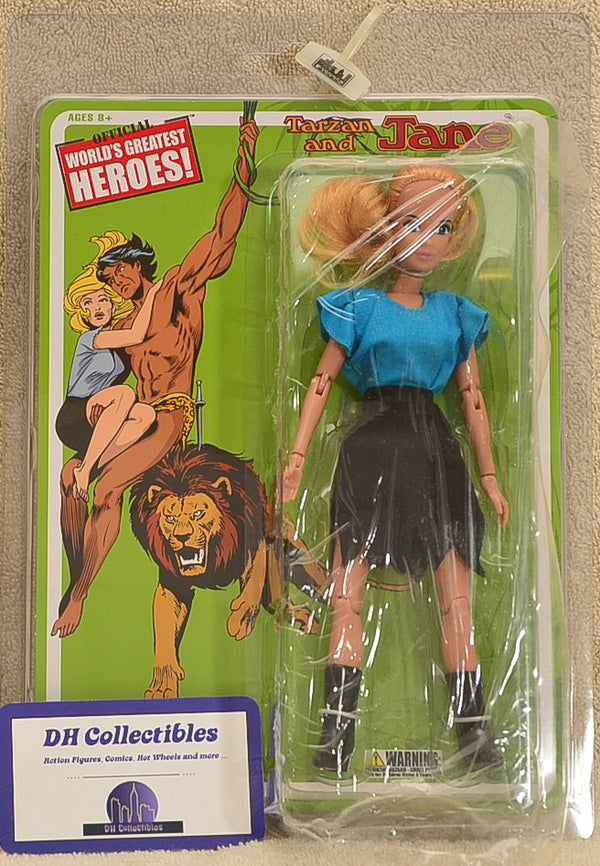 AGES 8+
OFFICIAL
WORLD'S GREATEST
HEROES!
Tarzan
and Jane
WARNING:
DH Collectibles
Action Figures, Comics, Hot Wheels and more ...
DH Collectibles